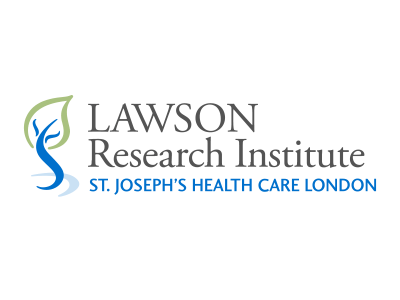 LAWSON
Research Institute
ST. JOSEPH'S HEALTH CARE LONDON